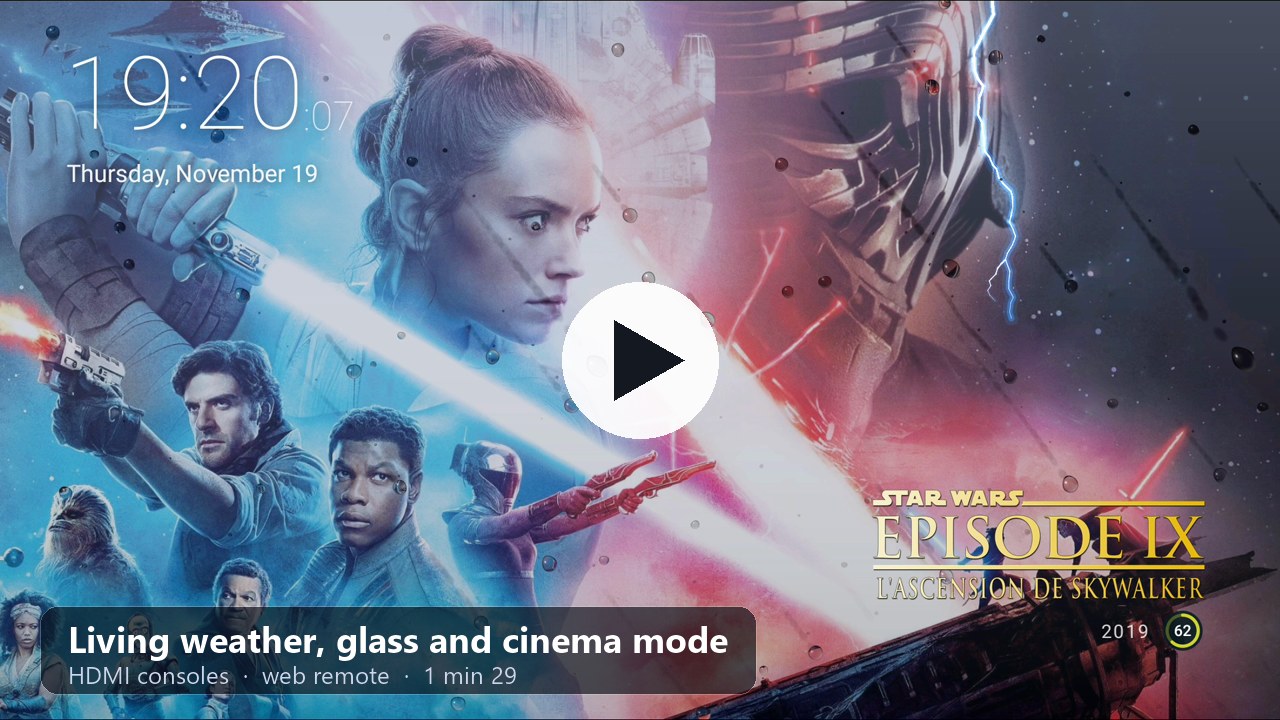 19:20:07
Thursday, November 19
STAR WARS
EPISODE IX
L'ASCENSION DE SKYWALKER
2019 62
Living weather, glass and cinema mode
HDMI consoles · web remote · 1 min 29